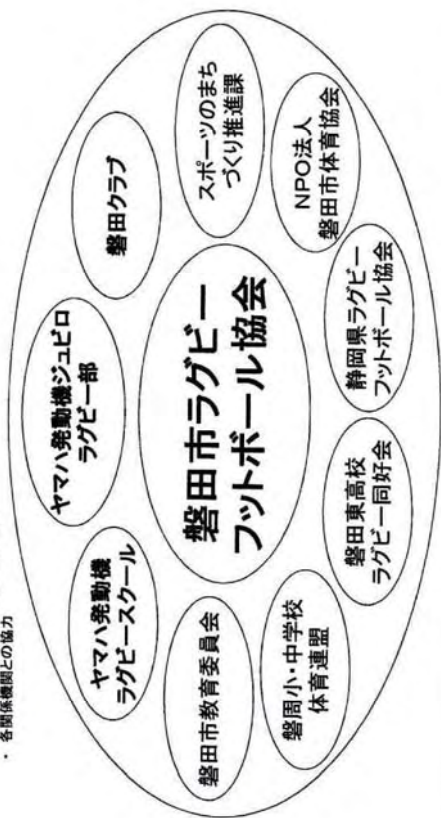 ・ 各関係機関との協力
ヤマハ発動機ジュビロ
ラグビー部
磐田クラブ
スポーツのまち
づくり推進課
NPO法人
磐田市体育協会
静岡県ラグビー
フットボール協会
磐田東高校
ラグビー同好会
磐周小・中学校
体育連盟
磐田市教育委員会
ヤマハ発動機
ラグビースクール
磐田市ラグビー
フットボール協会